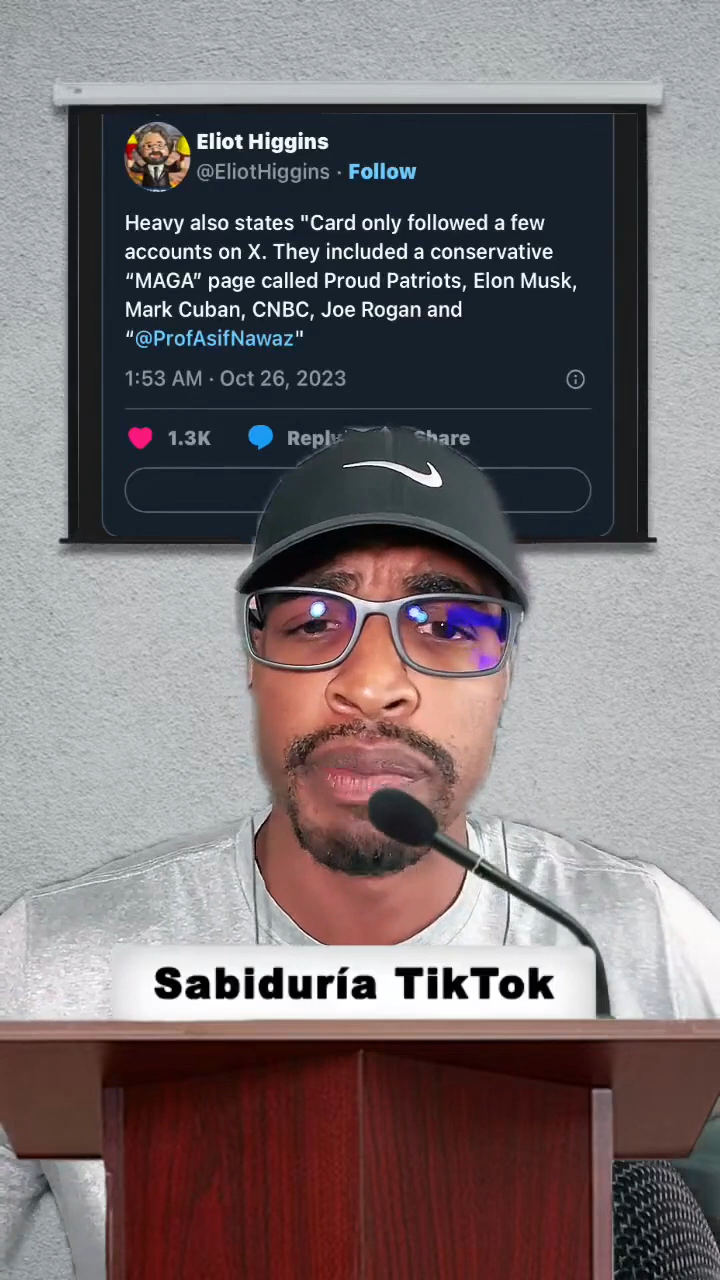 Eliot Higgins
@EliotHiggins · Follow
Heavy also states "Card only followed a few
accounts on X. They included a conservative
“MAGA” page called Proud Patriots, Elon Musk,
Mark Cuban, CNBC, Joe Rogan and
“@ProfAsifNawaz"
1:53 AM · Oct 26, 2023
1.3K Reply Share
Sabiduría TikTok